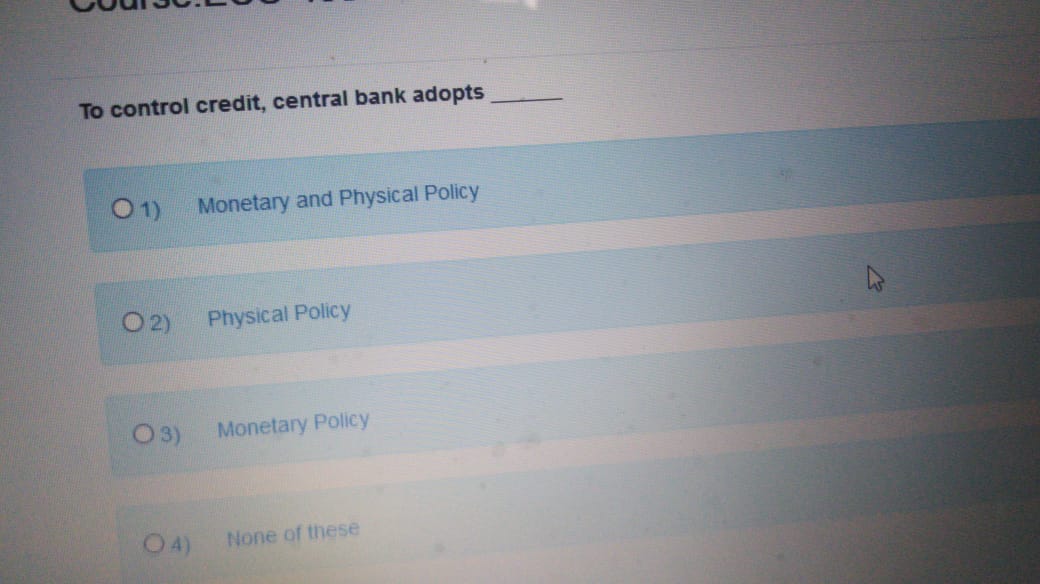 To control credit, central bank adopts ______
1) Monetary and Physical Policy
2) Physical Policy
3) Monetary Policy
4) None of these